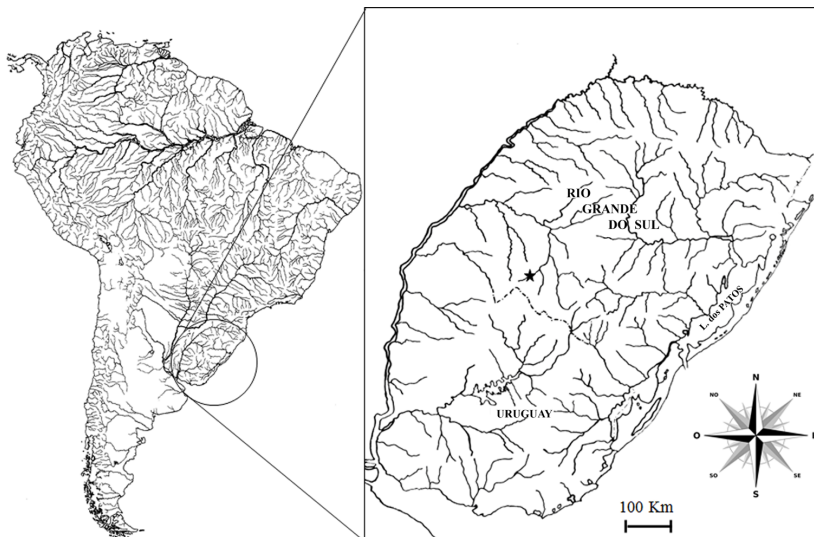 RIO
GRANDE
DO SUL
L. dos PATOS
URUGUAY
N
NO
NE
O
E
SO
SE
S
100 Km